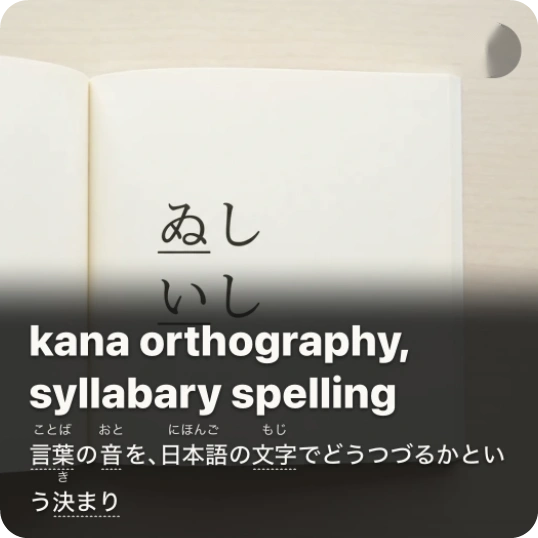 ゐし
いし
kana orthography,
syllabary spelling
ことば おと にほんご もじ
言葉の音を、日本語の文字でどうつづるかとい
き
う決まり